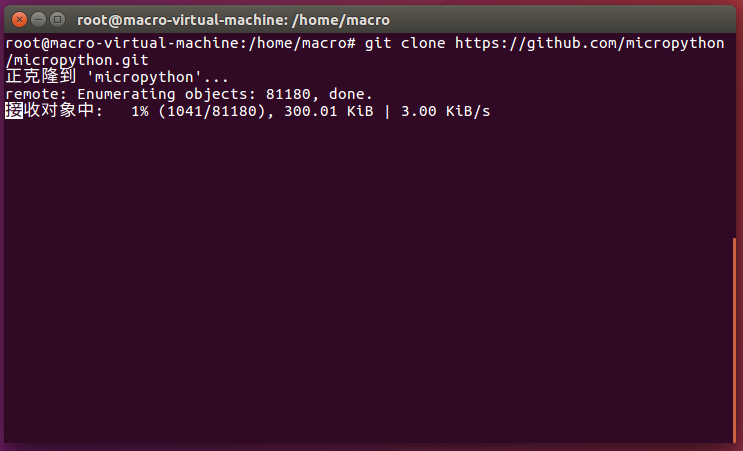 root@macro-virtual-machine: /home/macro
root@macro-virtual-machine:/home/macro# git clone https://github.com/micropython
/micropython.git
正克隆到 'micropython'...
remote: Enumerating objects: 81180, done.
接收对象中:   1% (1041/81180), 300.01 KiB | 3.00 KiB/s